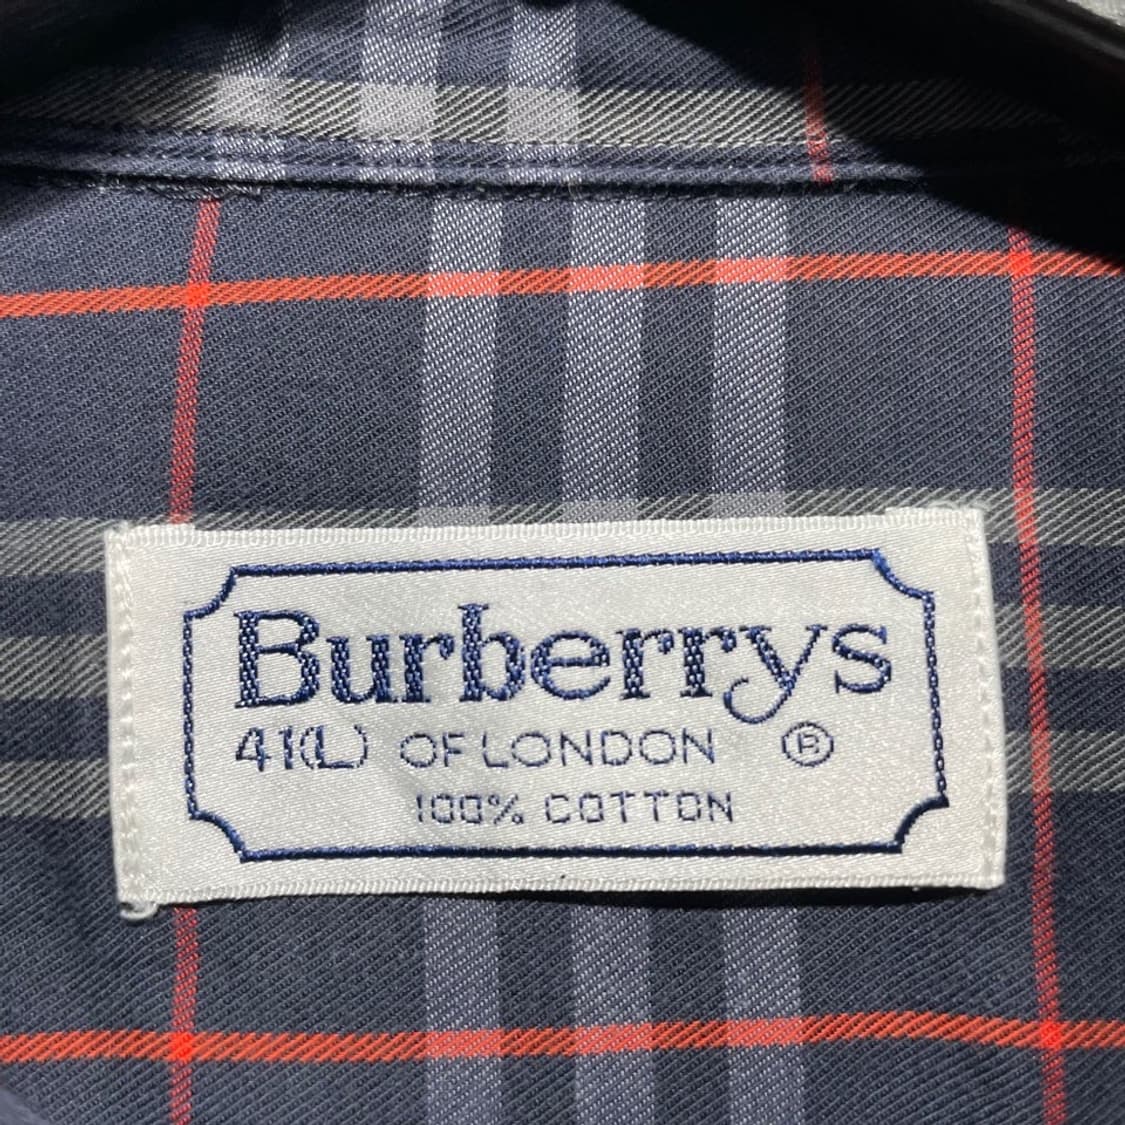 Burberrys
41(L) OF LONDON ®
100% COTTON